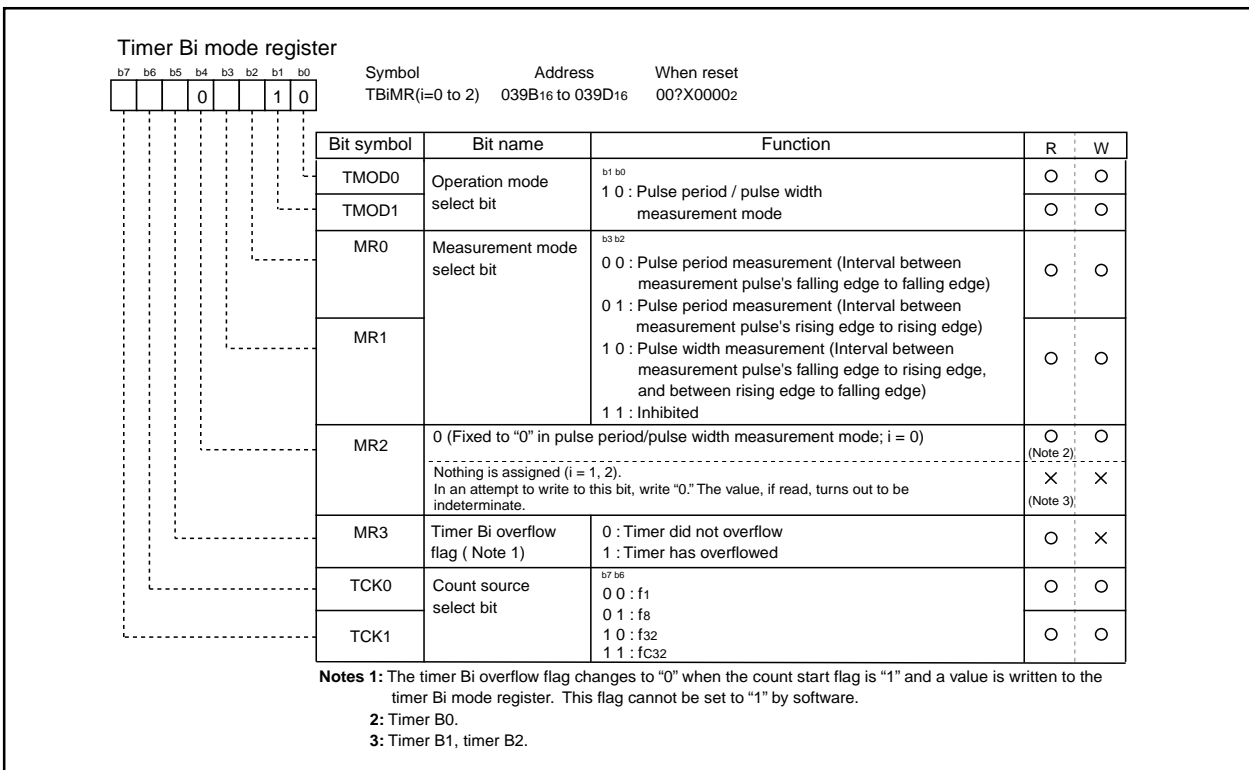 Timer Bi mode register
b7 b6 b5 b4 b3 b2 b1 b0
0 1 0
Symbol Address When reset
TBiMR(i=0 to 2) 039B16 to 039D16 00?X00002
Bit symbol Bit name Function R W
TMOD0 Operation mode select bit
b1 b0
1 0 : Pulse period / pulse width
measurement mode
TMOD1
MR0 Measurement mode
select bit
b3 b2
0 0 : Pulse period measurement (Interval between
measurement pulse's falling edge to falling edge)
0 1 : Pulse period measurement (Interval between
measurement pulse's rising edge to rising edge)
MR1
1 0 : Pulse width measurement (Interval between
measurement pulse's falling edge to rising edge,
and between rising edge to falling edge)
1 1 : Inhibited
MR2 0 (Fixed to “0” in pulse period/pulse width measurement mode; i = 0)
(Note 2)
Nothing is assigned (i = 1, 2).
In an attempt to write to this bit, write “0.” The value, if read, turns out to be
indeterminate.
(Note 3)
MR3 Timer Bi overflow
flag ( Note 1)
0 : Timer did not overflow
1 : Timer has overflowed
TCK0 Count source
select bit
b7 b6
0 0 : f1
0 1 : f8
TCK1
1 0 : f32
1 1 : fC32
Notes 1: The timer Bi overflow flag changes to “0” when the count start flag is “1” and a value is written to the
timer Bi mode register. This flag cannot be set to “1” by software.
2: Timer B0.
3: Timer B1, timer B2.